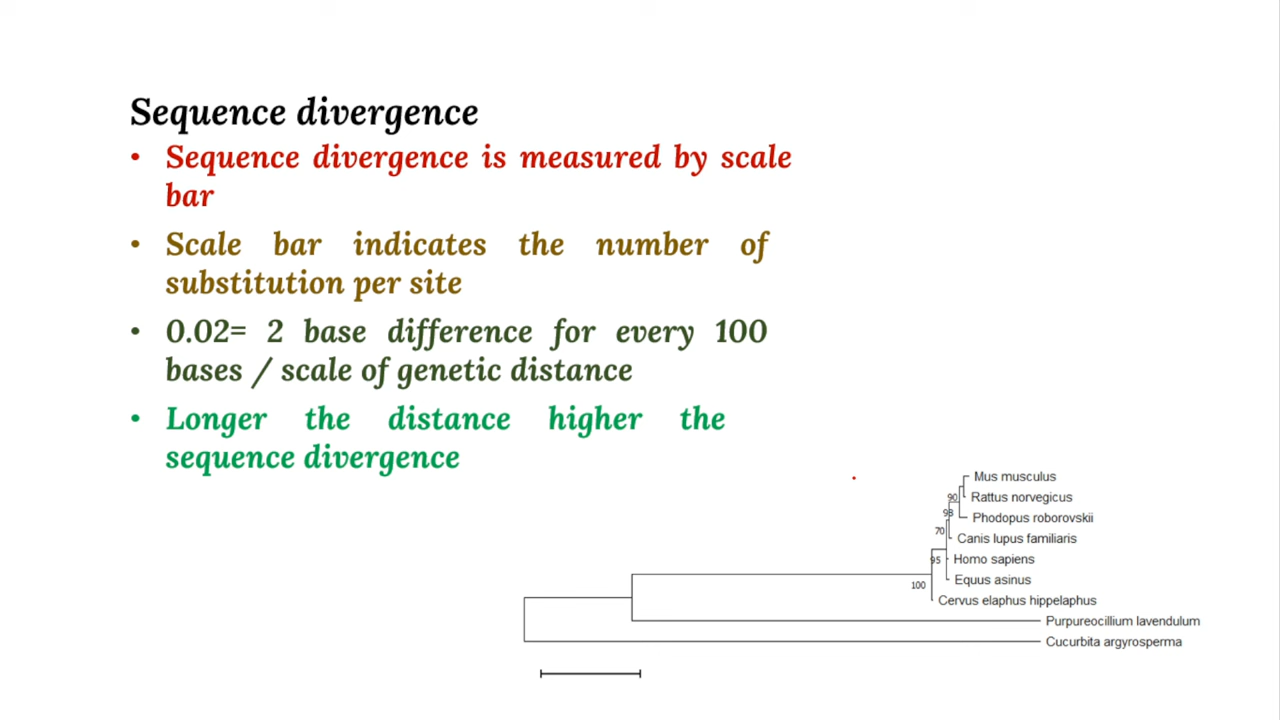 Sequence divergence
• Sequence divergence is measured by scale
bar
• Scale bar indicates the number of
substitution per site
• 0.02= 2 base difference for every 100
bases / scale of genetic distance
• Longer the distance higher the
sequence divergence
Mus musculus
90 Rattus norvegicus
98 Phodopus roborovskii
70 Canis lupus familiaris
95 Homo sapiens
100 Equus asinus
Cervus elaphus hippelaphus
Purpureocillium lavendulum
Cucurbita argyrosperma